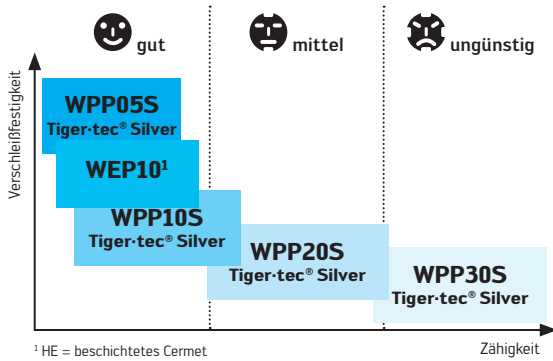 gut
mittel
ungünstig
Verschleißfestigkeit
WPP05S
Tiger·tec® Silver
WEP10¹
WPP10S
Tiger·tec® Silver
WPP20S
Tiger·tec® Silver
WPP30S
Tiger·tec® Silver
¹ HE = beschichtetes Cermet
Zähigkeit